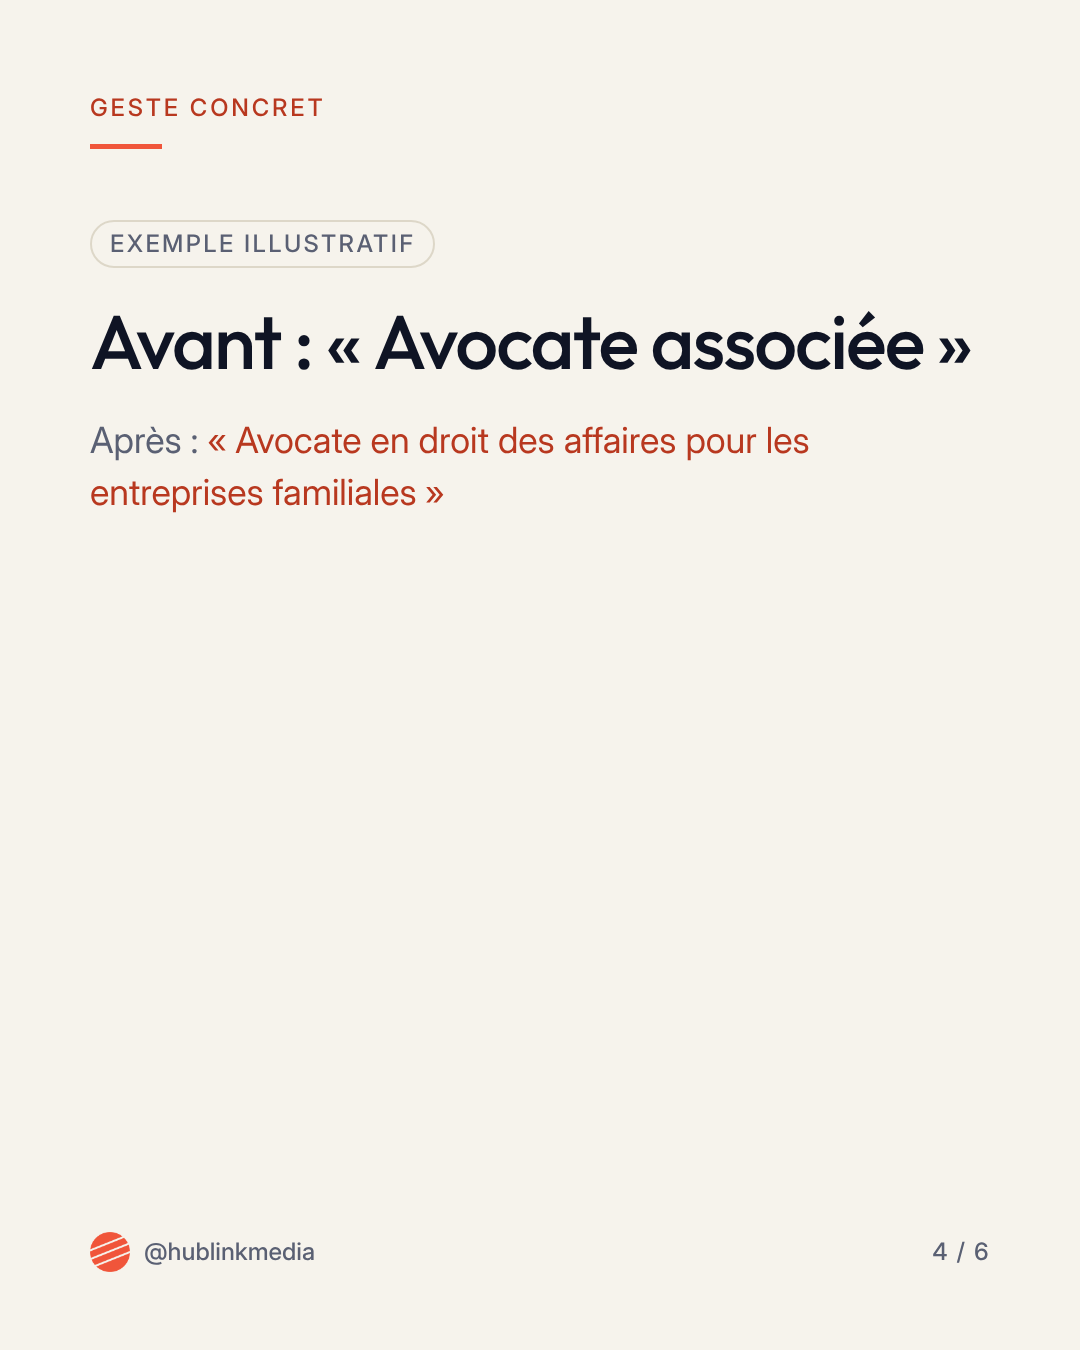 GESTE CONCRET
EXEMPLE ILLUSTRATIF
Avant : « Avocate associée »
Après : « Avocate en droit des affaires pour les
entreprises familiales »
@hublinkmedia
4 / 6